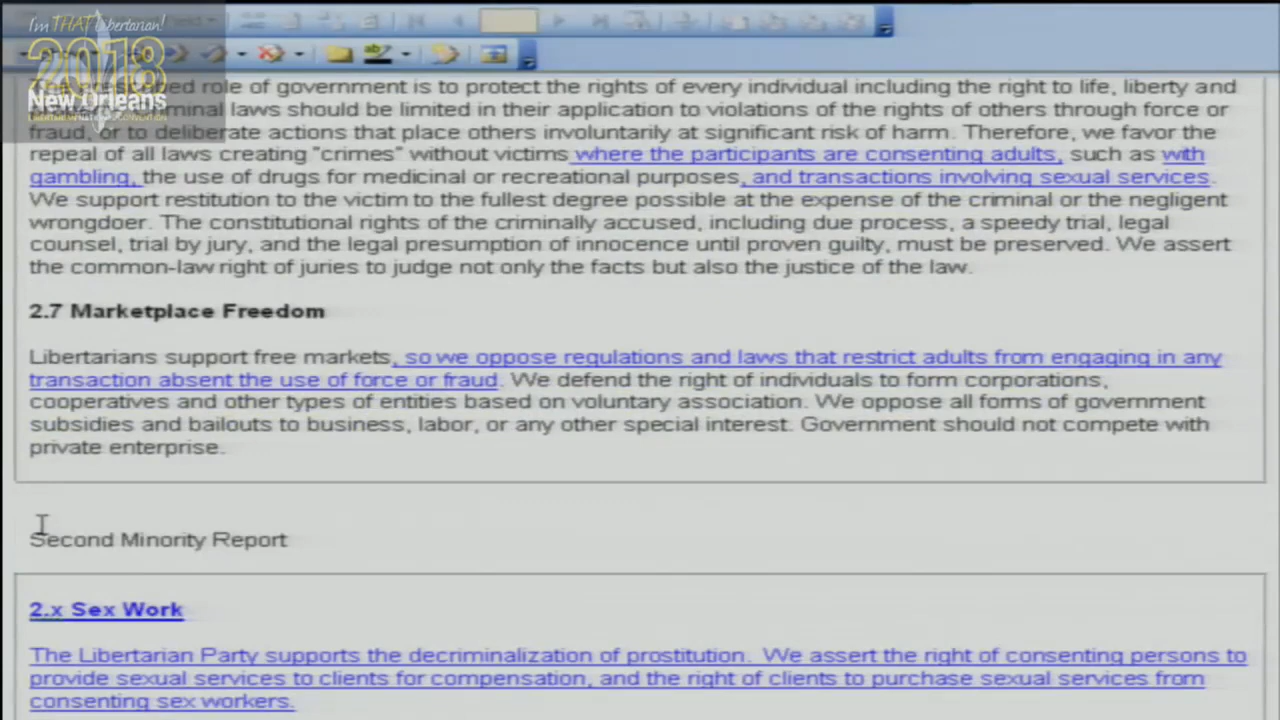 I'm THAT Libertarian!
2018
New Orleans
role of government is to protect the rights of every individual including the right to life, liberty and
laws should be limited in their application to violations of the rights of others through force or
fraud, or to deliberate actions that place others involuntarily at significant risk of harm. Therefore, we favor the
repeal of all laws creating "crimes" without victims where the participants are consenting adults, such as with
gambling, the use of drugs for medicinal or recreational purposes, and transactions involving sexual services.
We support restitution to the victim to the fullest degree possible at the expense of the criminal or the negligent
wrongdoer. The constitutional rights of the criminally accused, including due process, a speedy trial, legal
counsel, trial by jury, and the legal presumption of innocence until proven guilty, must be preserved. We assert
the common-law right of juries to judge not only the facts but also the justice of the law.
2.7 Marketplace Freedom
Libertarians support free markets, so we oppose regulations and laws that restrict adults from engaging in any
transaction absent the use of force or fraud. We defend the right of individuals to form corporations,
cooperatives and other types of entities based on voluntary association. We oppose all forms of government
subsidies and bailouts to business, labor, or any other special interest. Government should not compete with
private enterprise.
Second Minority Report
2.x Sex Work
The Libertarian Party supports the decriminalization of prostitution. We assert the right of consenting persons to
provide sexual services to clients for compensation, and the right of clients to purchase sexual services from
consenting sex workers.